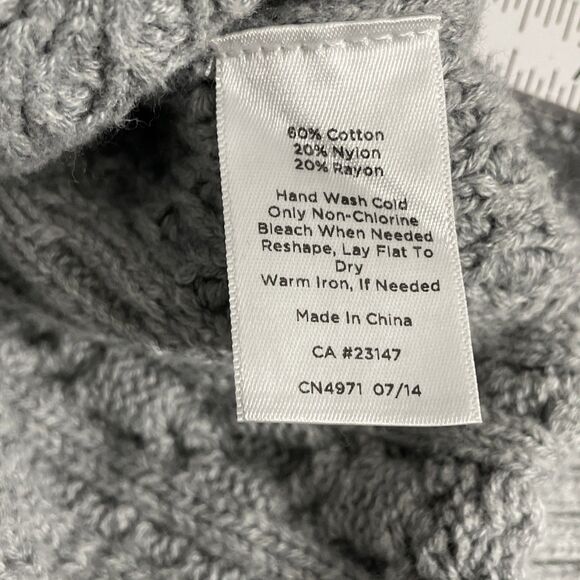 60% Cotton
20% Nylon
20% Rayon
Hand Wash Cold
Only Non-Chlorine
Bleach When Needed
Reshape, Lay Flat To
Dry
Warm Iron, If Needed
Made In China
CA #23147
CN4971 07/14